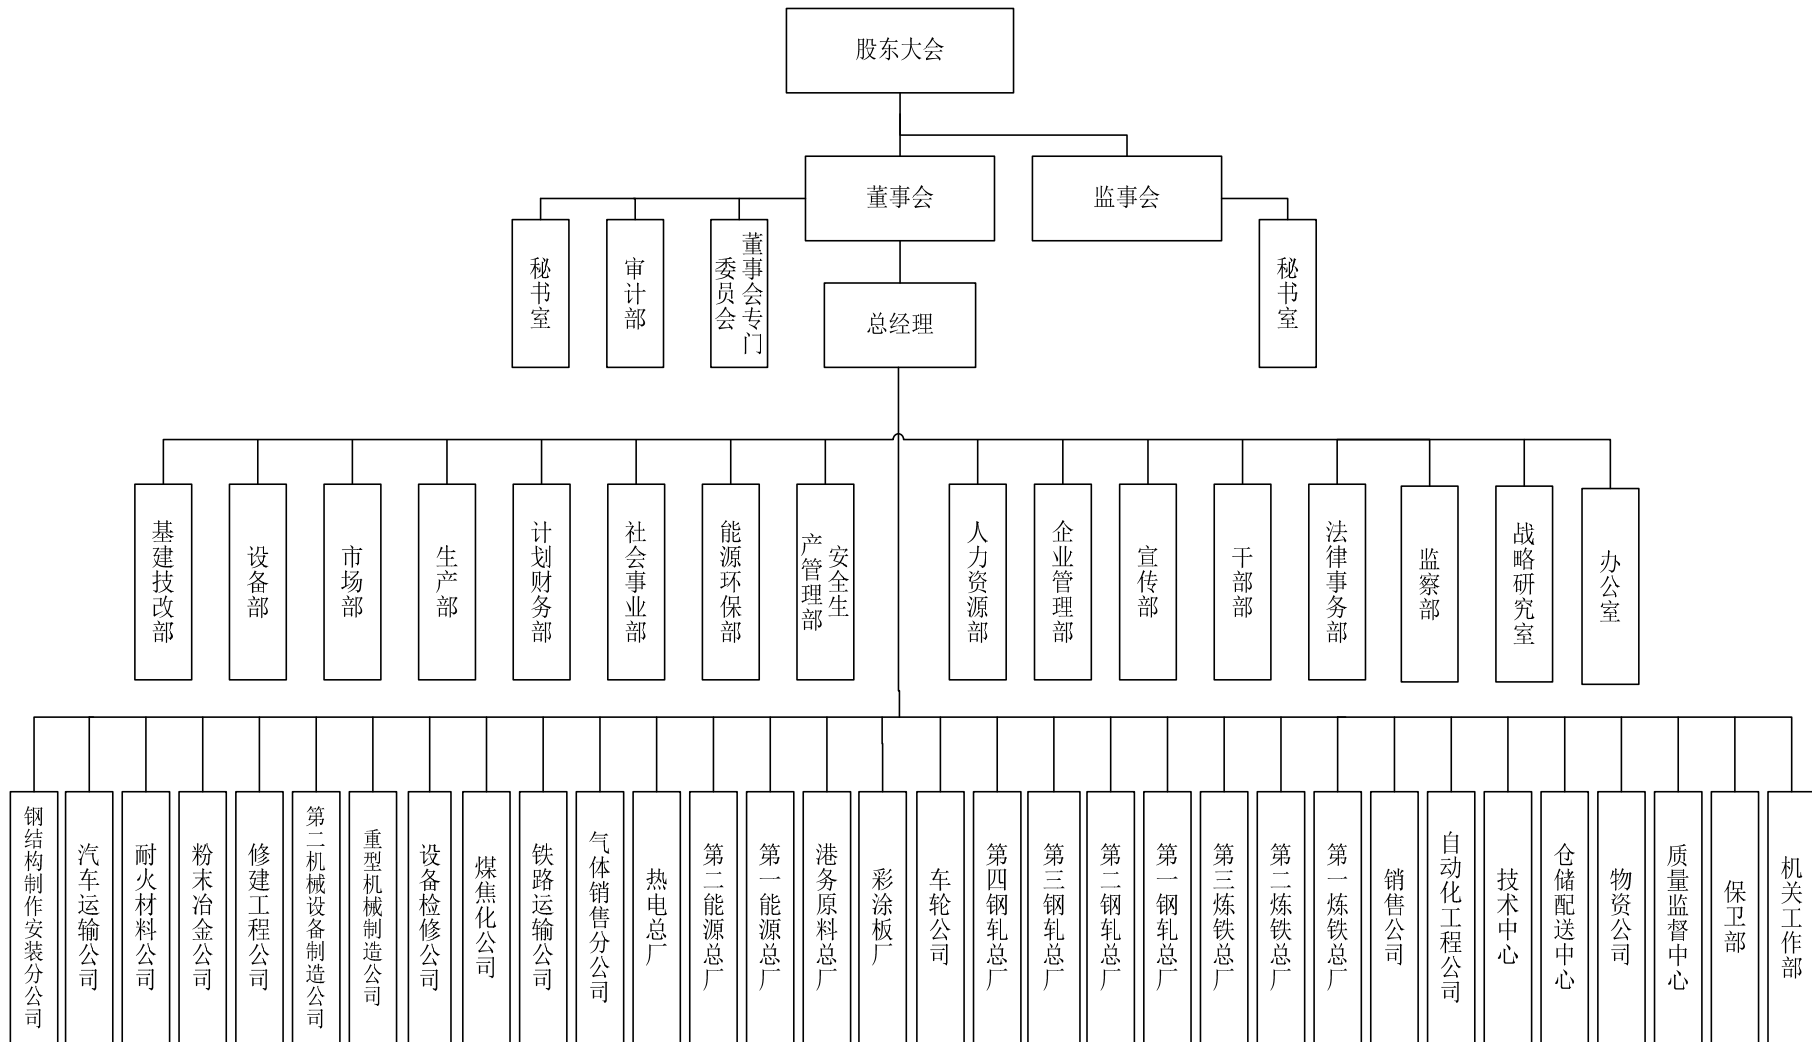 股东大会
董事会
监事会
秘书室
审计部
董事会专门
委员会
秘书室
总经理
基建技改部
设备部
市场部
生产部
计划财务部
社会事业部
能源环保部
安全生
产管理部
人力资源部
企业管理部
宣传部
干部部
法律事务部
监察部
战略研究室
办公室
钢结构制作安装分公司
汽车运输公司
耐火材料公司
粉末冶金公司
修建工程公司
第二机械设备制造公司
重型机械制造公司
设备检修公司
煤焦化公司
铁路运输公司
气体销售分公司
热电总厂
第二能源总厂
第一能源总厂
港务原料总厂
彩涂板厂
车轮公司
第四钢轧总厂
第三钢轧总厂
第二钢轧总厂
第一钢轧总厂
第三炼铁总厂
第二炼铁总厂
第一炼铁总厂
销售公司
自动化工程公司
技术中心
仓储配送中心
物资公司
质量监督中心
保卫部
机关工作部